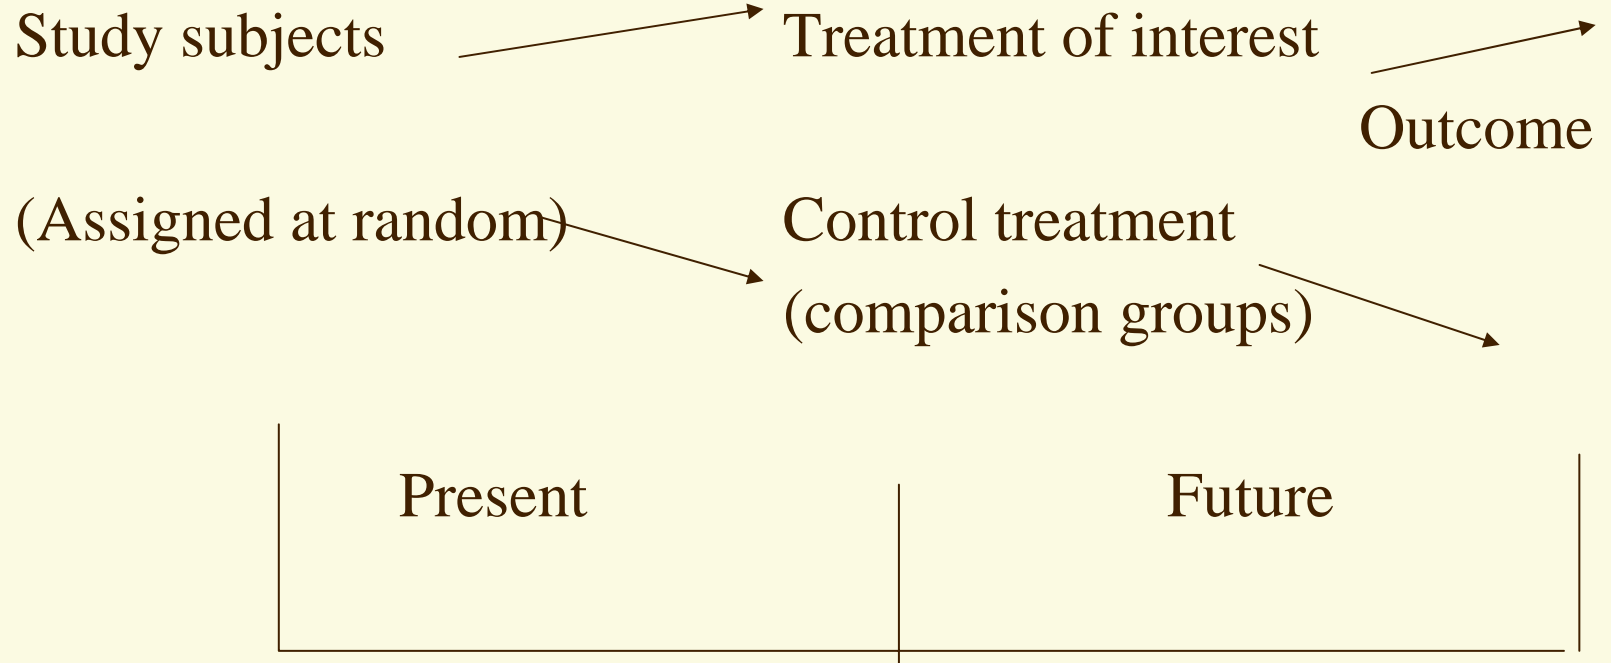 Study subjects Treatment of interest
Outcome
(Assigned at random) Control treatment
(comparison groups)
Present Future